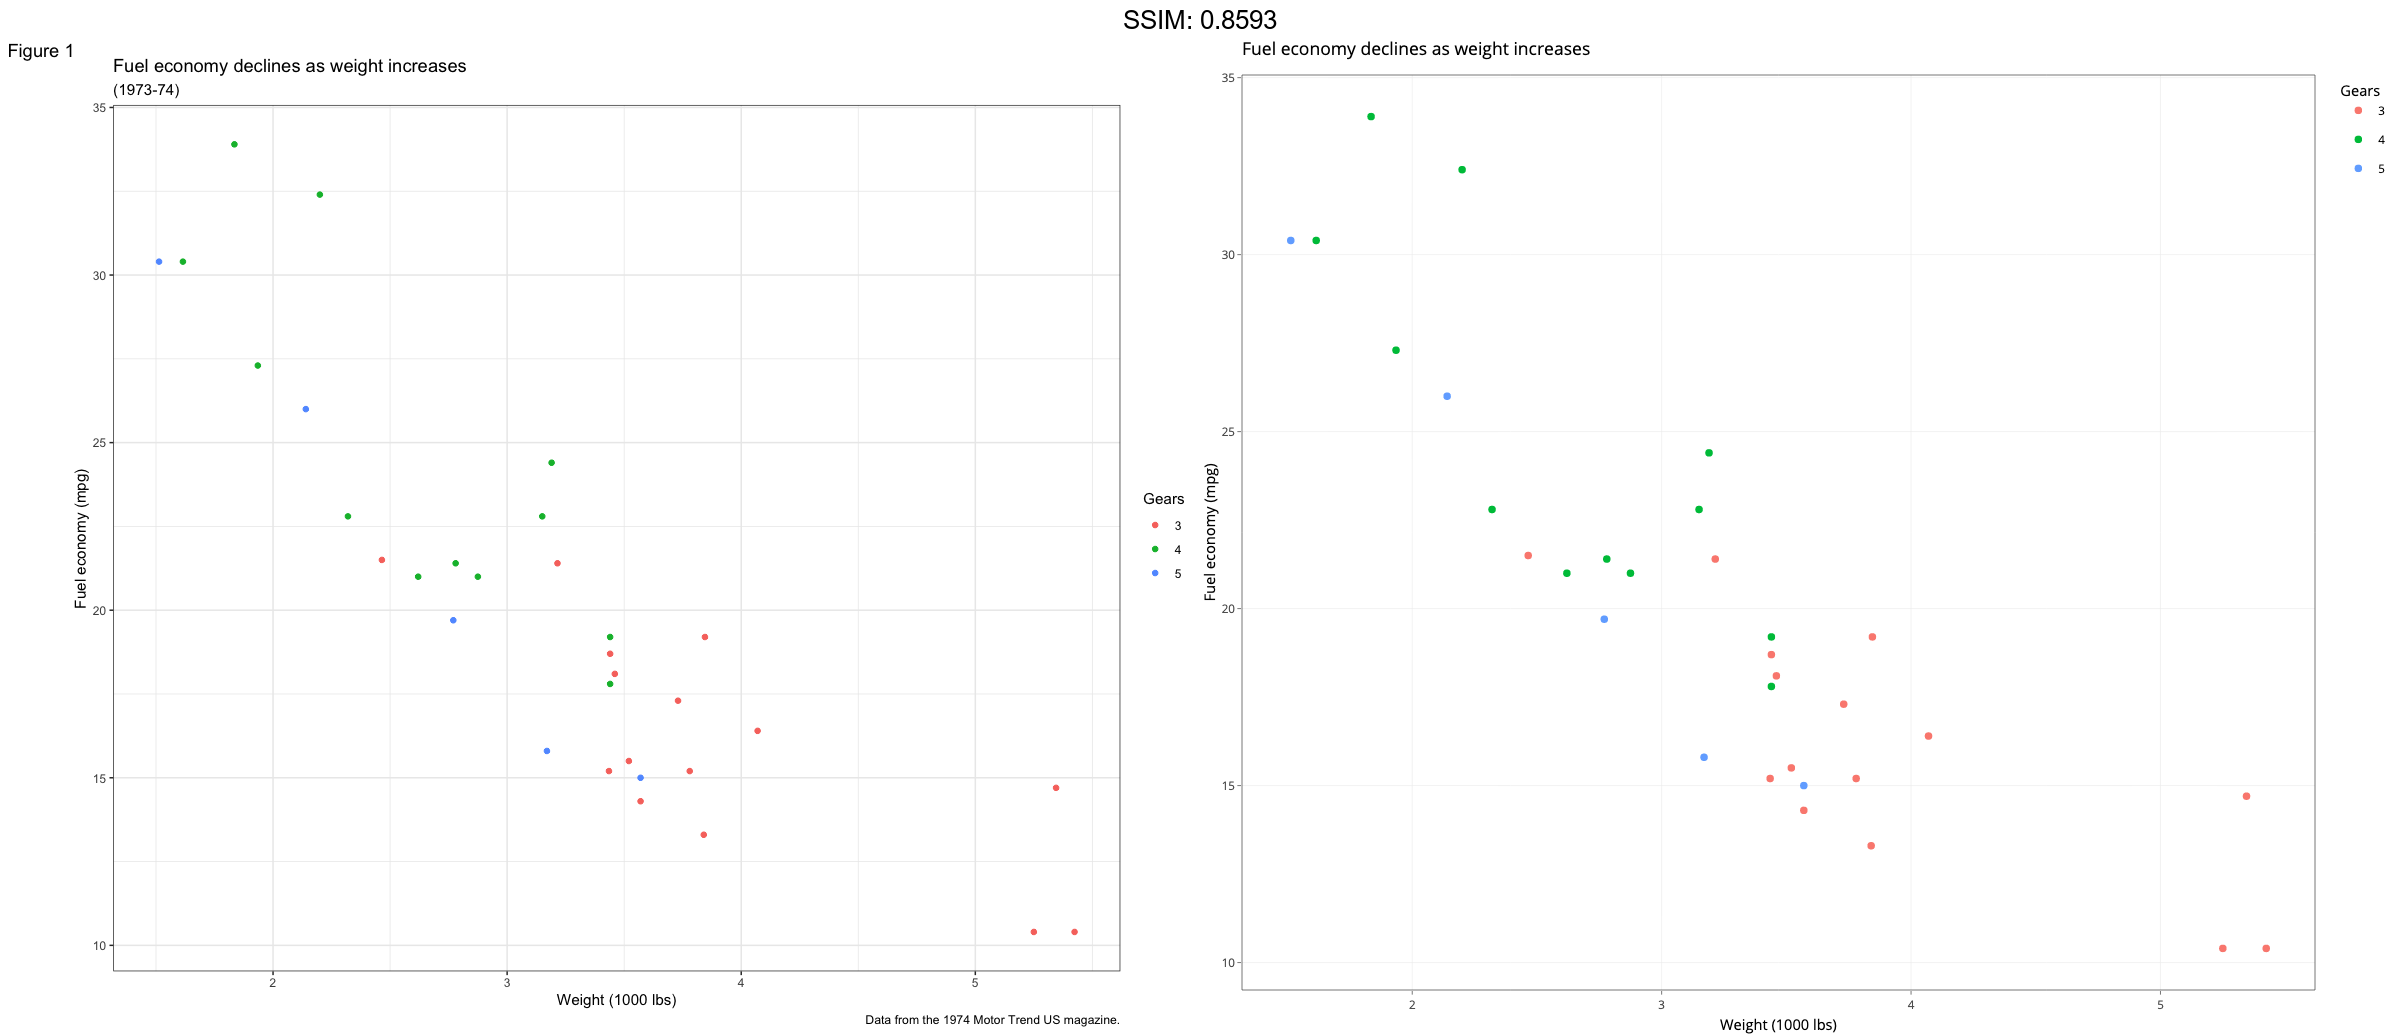 SSIM: 0.8593
Figure 1
Fuel economy declines as weight increases
(1973-74)
35
30
25
20
15
10
Fuel economy (mpg)
2
3
4
5
Weight (1000 lbs)
Data from the 1974 Motor Trend US magazine.
Gears
3
4
5
Fuel economy declines as weight increases
35
30
25
20
15
10
Fuel economy (mpg)
2
3
4
5
Weight (1000 lbs)
Gears
3
4
5